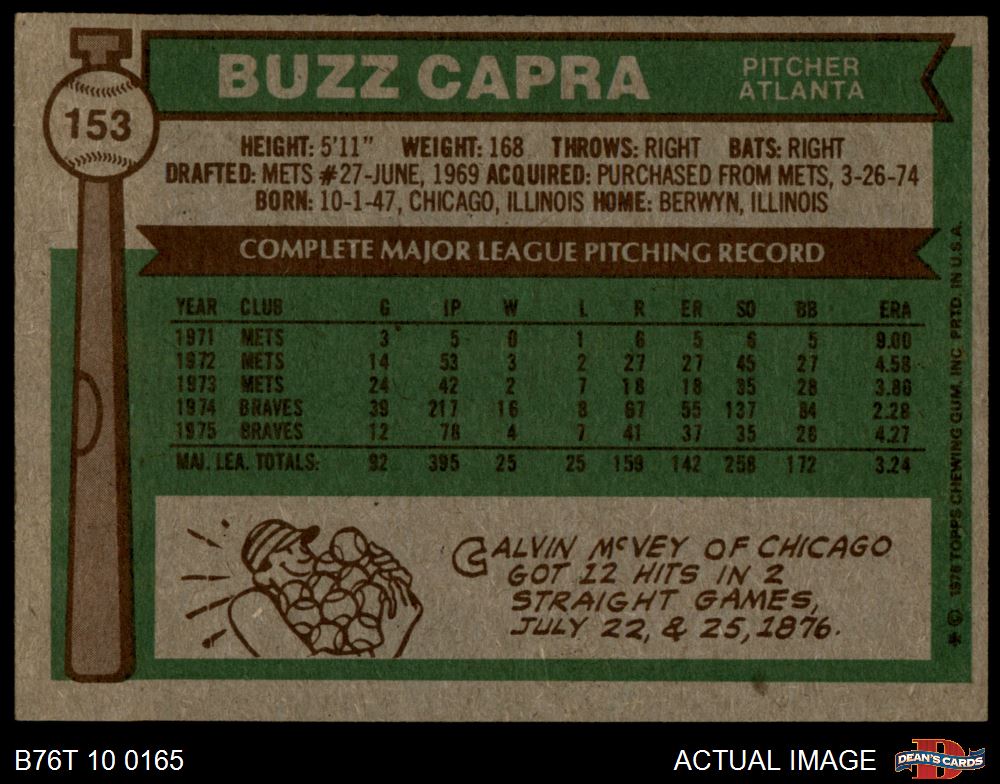 153
BUZZ CAPRA
PITCHER
ATLANTA
HEIGHT: 5'11" WEIGHT: 168 THROWS: RIGHT BATS: RIGHT
DRAFTED: METS #27-JUNE, 1969 ACQUIRED: PURCHASED FROM METS, 3-26-74
BORN: 10-1-47, CHICAGO, ILLINOIS HOME: BERWYN, ILLINOIS
COMPLETE MAJOR LEAGUE PITCHING RECORD
YEAR CLUB G IP W L R ER SO BB ERA
1971 METS 3 5 0 1 6 5 6 5 9.00
1972 METS 14 53 3 2 27 27 45 27 4.58
1973 METS 24 42 2 7 18 18 35 28 3.86
1974 BRAVES 39 217 16 8 67 55 137 84 2.28
1975 BRAVES 12 78 4 7 41 37 35 28 4.27
MAJ. LEA. TOTALS: 92 395 25 25 159 142 258 172 3.24
CALVIN McVEY OF CHICAGO
GOT 12 HITS IN 2
STRAIGHT GAMES,
JULY 22, & 25, 1876.
* © 1976 TOPPS CHEWING GUM, INC. PRTD. IN U.S.A.
B76T 10 0165
ACTUAL IMAGE
D
DEAN'S CARDS